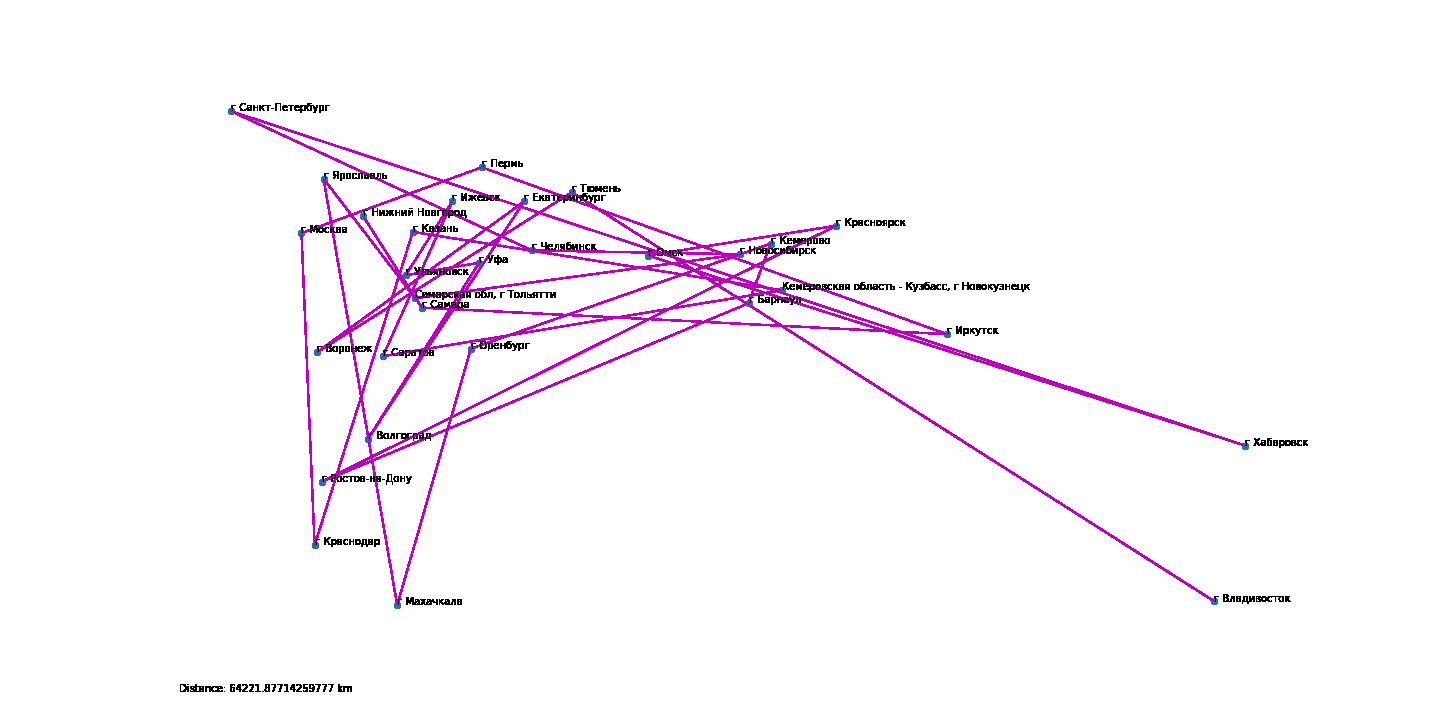 г Санкт-Петербург
г Пермь
г Ярославль
г Тюмень
г Ижевск
г Екатеринбург
г Нижний Новгород
г Красноярск
г Москва
г Казань
г Кемерово
г Челябинск
г Омск
г Новосибирск
г Уфа
г Ульяновск
Кемеровская область - Кузбасс, г Новокузнецк
Самарская обл, г Тольятти
г Барнаул
г Самара
г Иркутск
г Воронеж
г Саратов
г Оренбург
г Волгоград
г Хабаровск
г Ростов-на-Дону
г Краснодар
г Махачкала
г Владивосток
Distance: 64221.87714259777 km